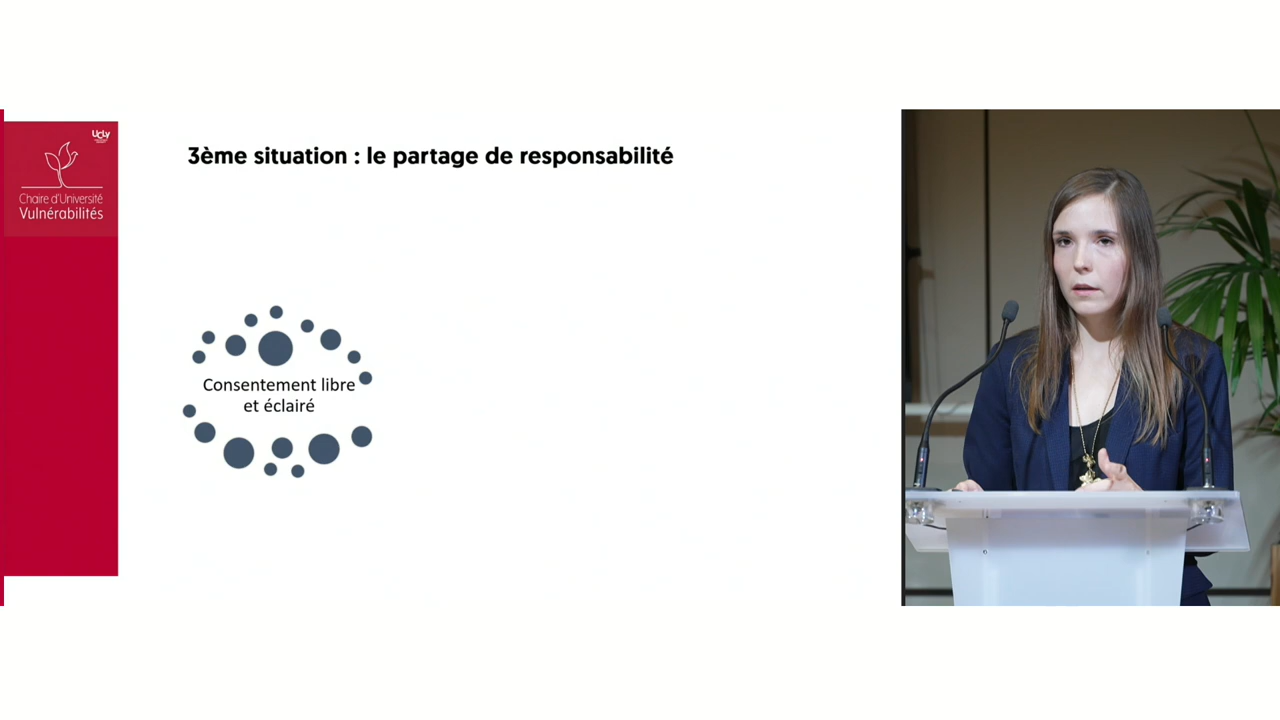 UCLy
Chaire d'Université
Vulnérabilités
3ème situation : le partage de responsabilité
Consentement libre
et éclairé